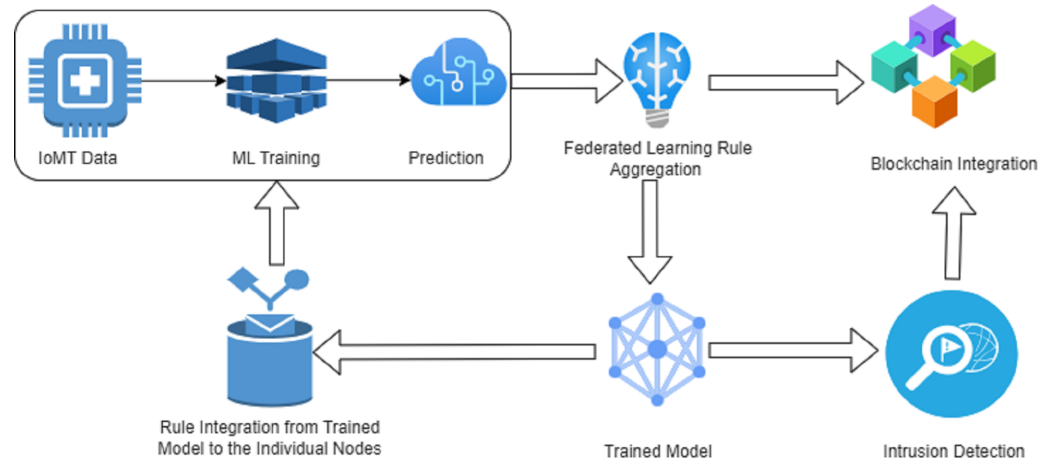 IoMT Data
ML Training
Prediction
Federated Learning Rule
Aggregation
Blockchain Integration
Rule Integration from Trained
Model to the Individual Nodes
Trained Model
Intrusion Detection